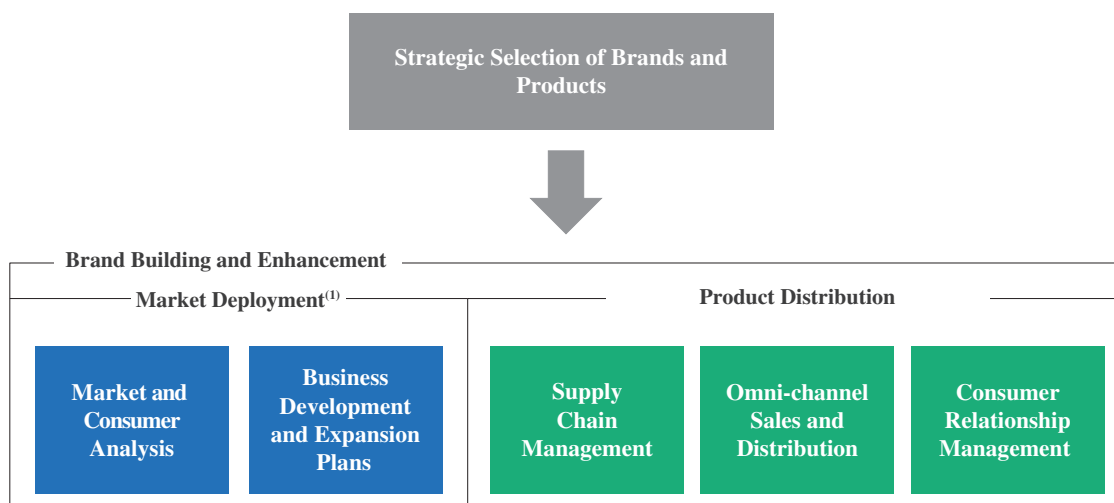 Strategic Selection of Brands and
Products
Brand Building and Enhancement
Market Deployment(1)
Product Distribution
Market and
Consumer
Analysis
Business
Development
and Expansion
Plans
Supply
Chain
Management
Omni-channel
Sales and
Distribution
Consumer
Relationship
Management